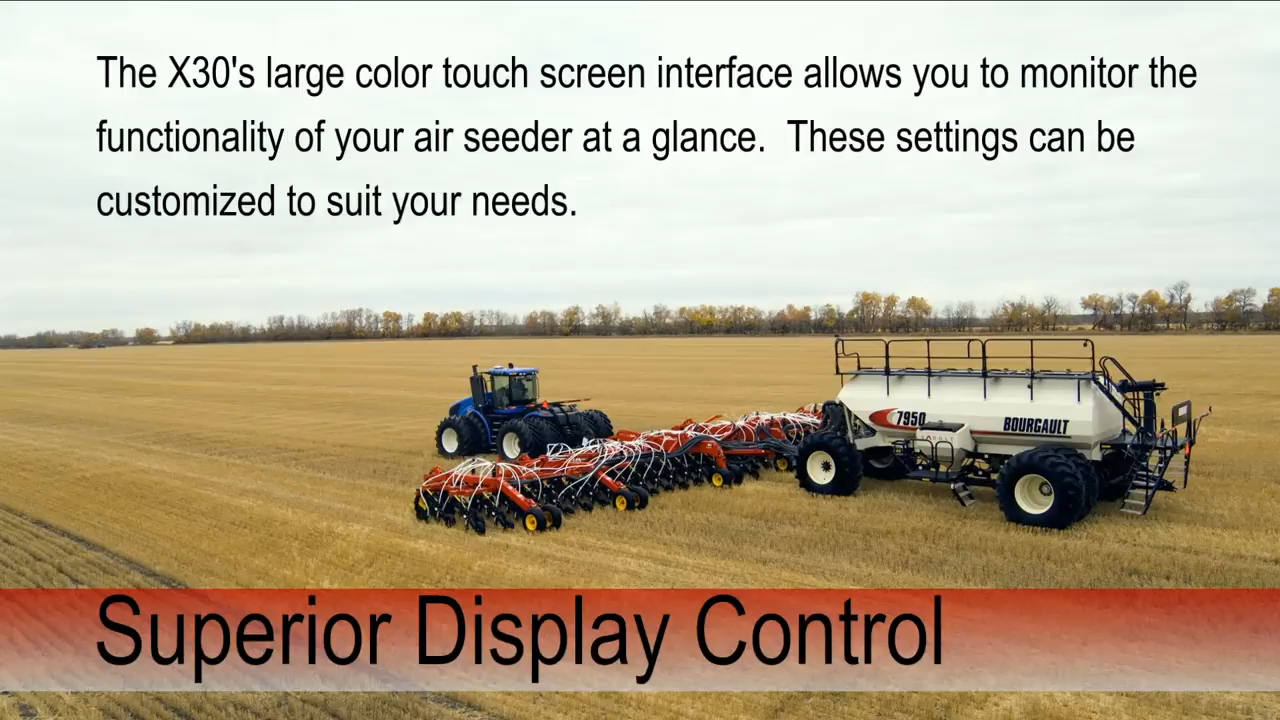 The X30's large color touch screen interface allows you to monitor the
functionality of your air seeder at a glance.  These settings can be
customized to suit your needs.
7950
BOURGAULT
Superior Display Control